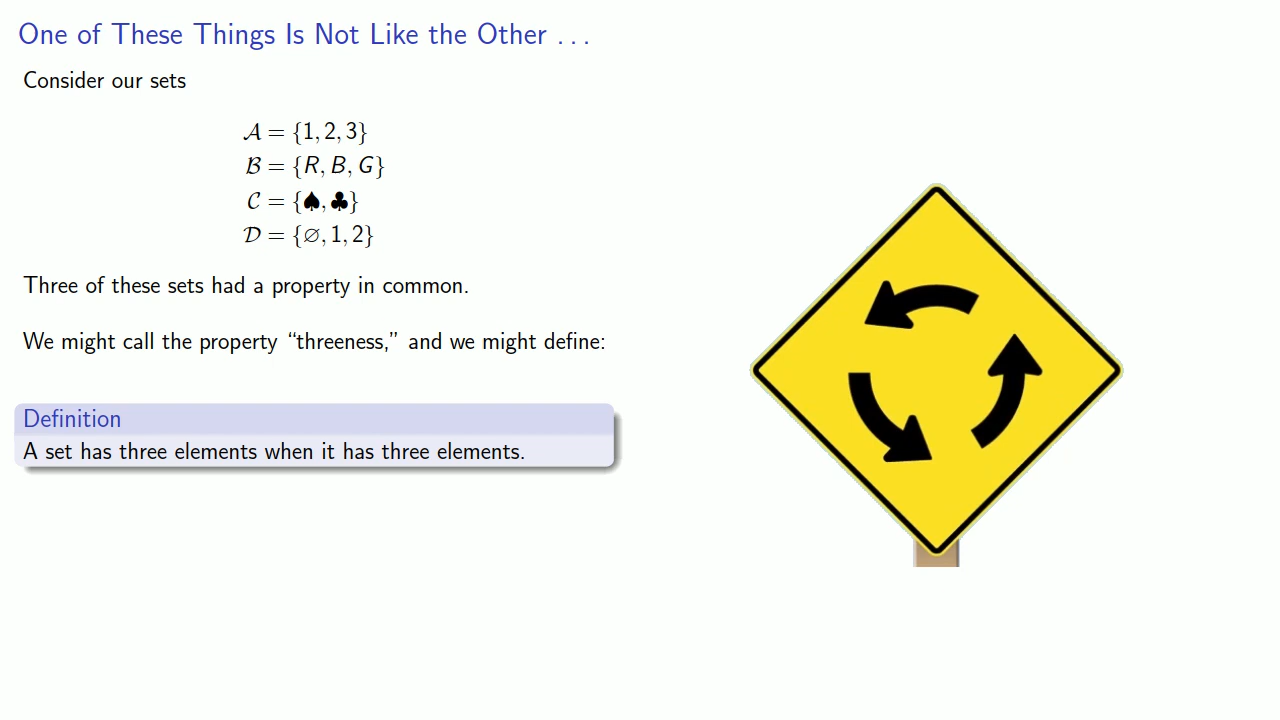 One of These Things Is Not Like the Other . . .
Consider our sets
𝒜 = {1, 2, 3}
ℬ = {R, B, G}
𝒞 = {♠, ♣}
𝒟 = {∅, 1, 2}
Three of these sets had a property in common.
We might call the property “threeness,” and we might define:
Definition
A set has three elements when it has three elements.